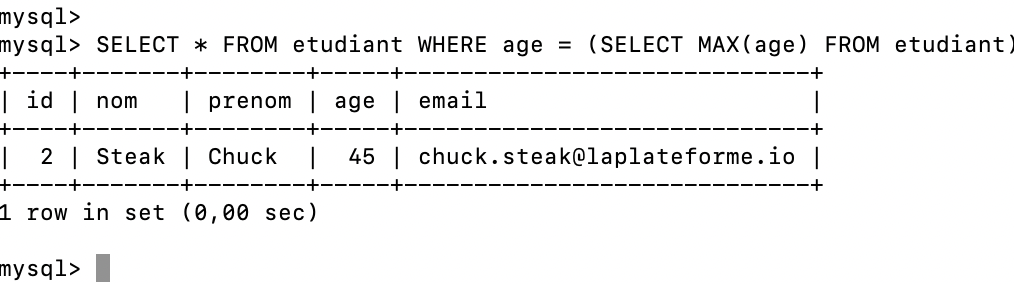 mysql>
mysql> SELECT * FROM etudiant WHERE age = (SELECT MAX(age) FROM etudiant)
+----+-------+--------+-----+-----------------------------+
| id | nom   | prenom | age | email                       |
+----+-------+--------+-----+-----------------------------+
|  2 | Steak | Chuck  |  45 | chuck.steak@laplateforme.io |
+----+-------+--------+-----+-----------------------------+
1 row in set (0,00 sec)
mysql>